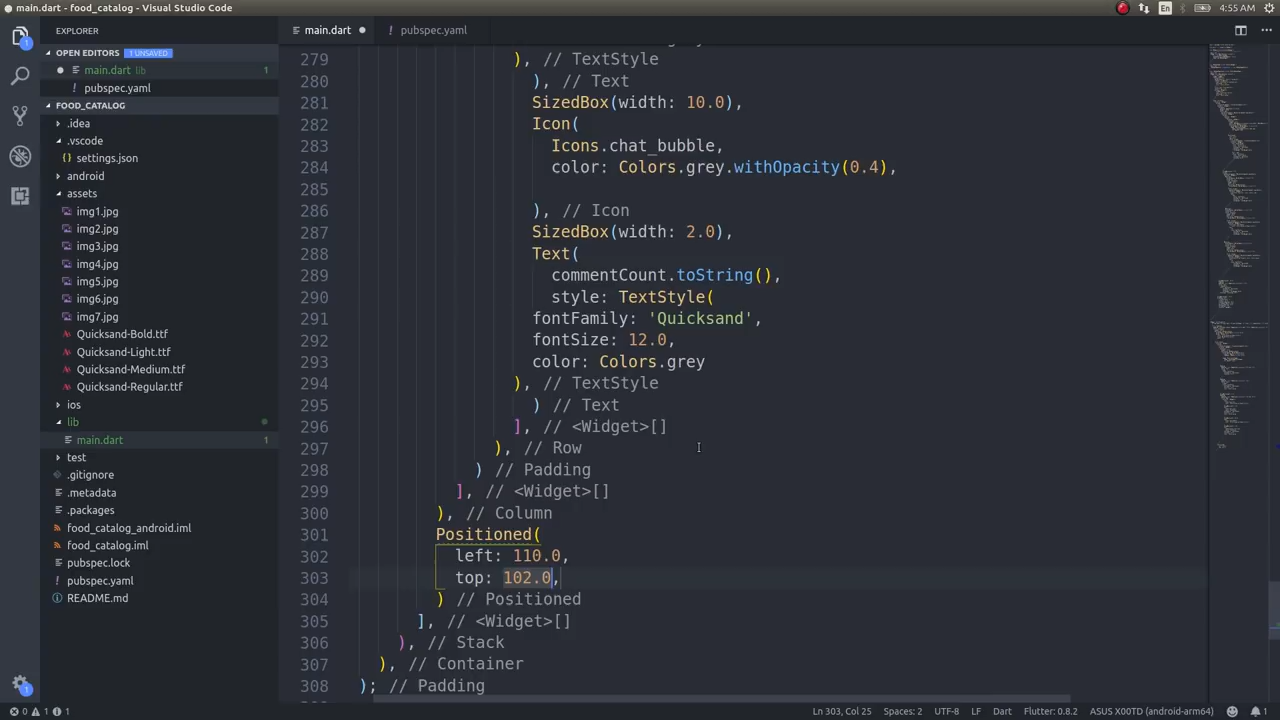 main.dart - food_catalog - Visual Studio Code
En
4:55 AM
EXPLORER
OPEN EDITORS 1 UNSAVED
main.dart lib 1
pubspec.yaml
FOOD_CATALOG
.idea
.vscode
settings.json
android
assets
img1.jpg
img2.jpg
img3.jpg
img4.jpg
img5.jpg
img6.jpg
img7.jpg
Quicksand-Bold.ttf
Quicksand-Light.ttf
Quicksand-Medium.ttf
Quicksand-Regular.ttf
ios
lib
main.dart 1
test
.gitignore
.metadata
.packages
food_catalog_android.iml
food_catalog.iml
pubspec.lock
pubspec.yaml
README.md
main.dart
pubspec.yaml
279 ), // TextStyle
280 ), // Text
281 SizedBox(width: 10.0),
282 Icon(
283 Icons.chat_bubble,
284 color: Colors.grey.withOpacity(0.4),
285
286 ), // Icon
287 SizedBox(width: 2.0),
288 Text(
289 commentCount.toString(),
290 style: TextStyle(
291 fontFamily: 'Quicksand',
292 fontSize: 12.0,
293 color: Colors.grey
294 ), // TextStyle
295 ) // Text
296 ], // <Widget>[]
297 ), // Row
298 ) // Padding
299 ], // <Widget>[]
300 ), // Column
301 Positioned(
302 left: 110.0,
303 top: 102.0,
304 ) // Positioned
305 ], // <Widget>[]
306 ), // Stack
307 ), // Container
308 ); // Padding
0 1 1
Ln 303, Col 25 Spaces: 2 UTF-8 LF Dart Flutter: 0.8.2 ASUS X00TD (android-arm64) 1